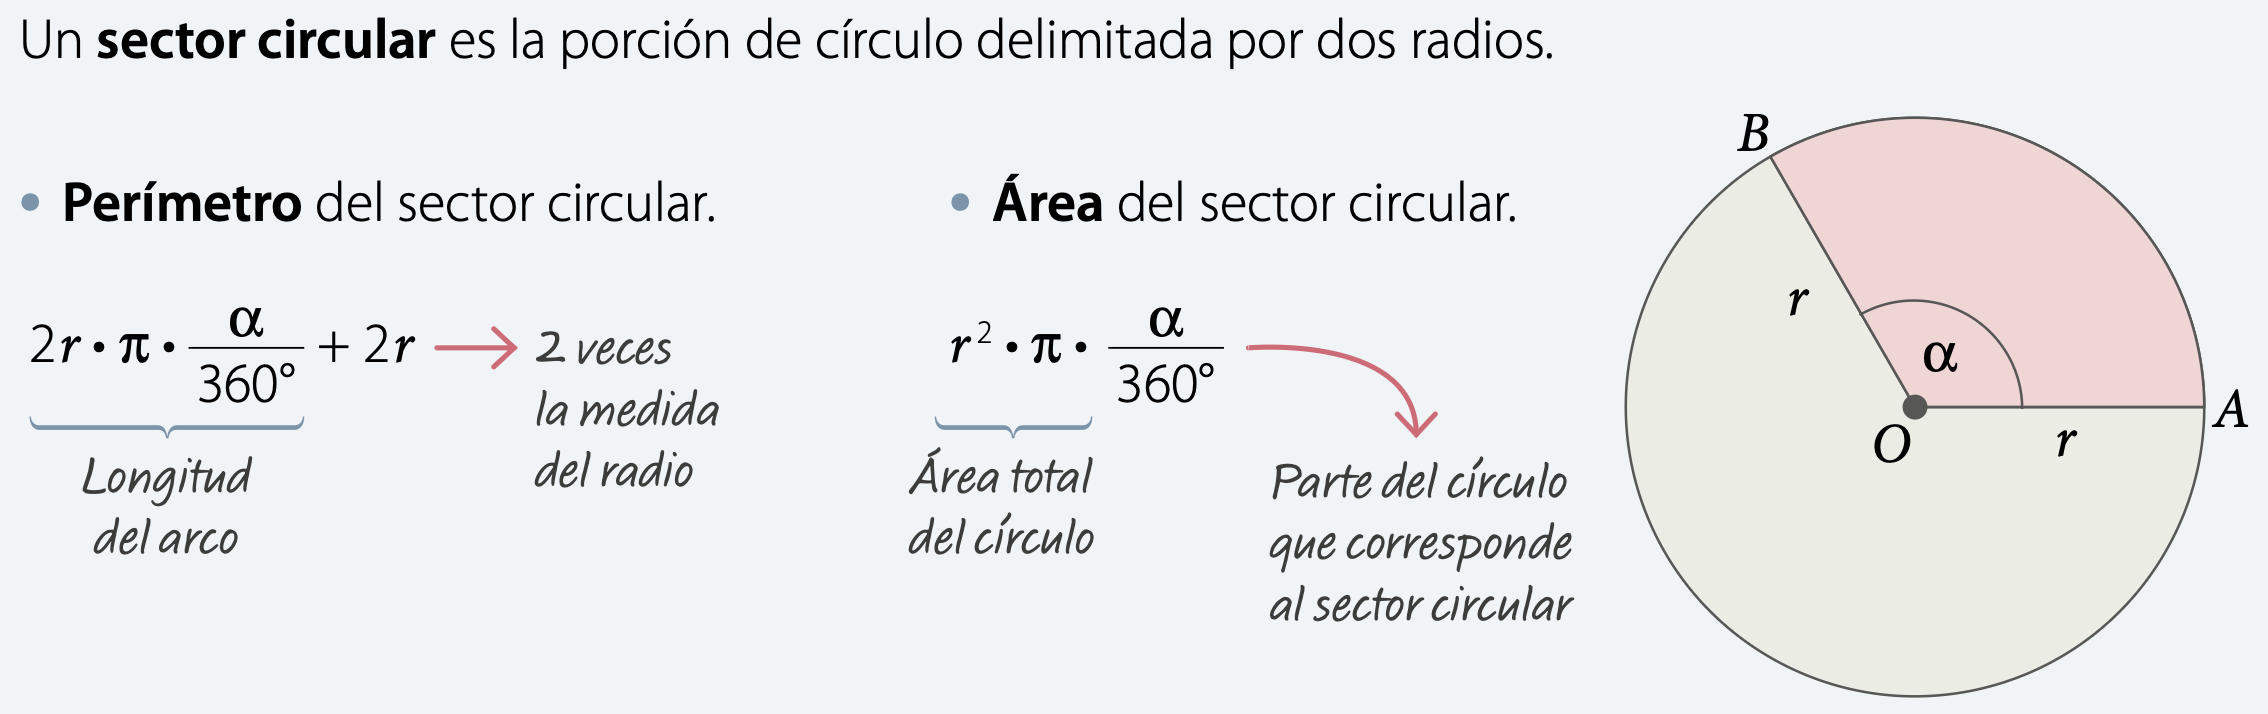 Un sector circular es la porción de círculo delimitada por dos radios.
• Perímetro del sector circular.
2r • π • α/360° + 2r → 2 veces
la medida
del radio
Longitud
del arco
• Área del sector circular.
r² • π • α/360°
Área total
del círculo
Parte del círculo
que corresponde
al sector circular
B
r
α
O
r
A